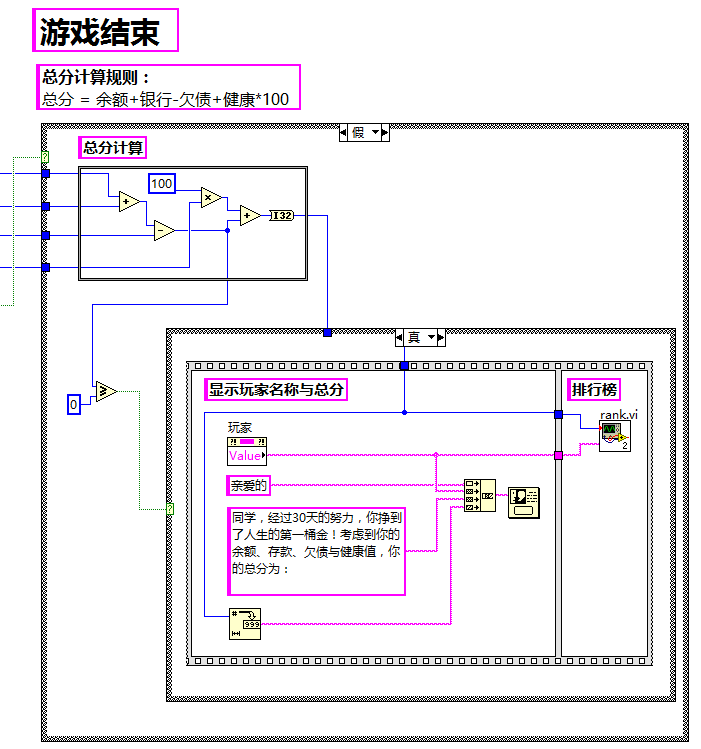 游戏结束
总分计算规则：
总分 = 余额+银行-欠债+健康*100
假
总分计算
100
I32
真
0
显示玩家名称与总分
排行榜
rank.vi
2
玩家
Value
亲爱的
同学，经过30天的努力，你挣到
了人生的第一桶金！考虑到你的
余额、存款、欠债与健康值，你
的总分为：
999